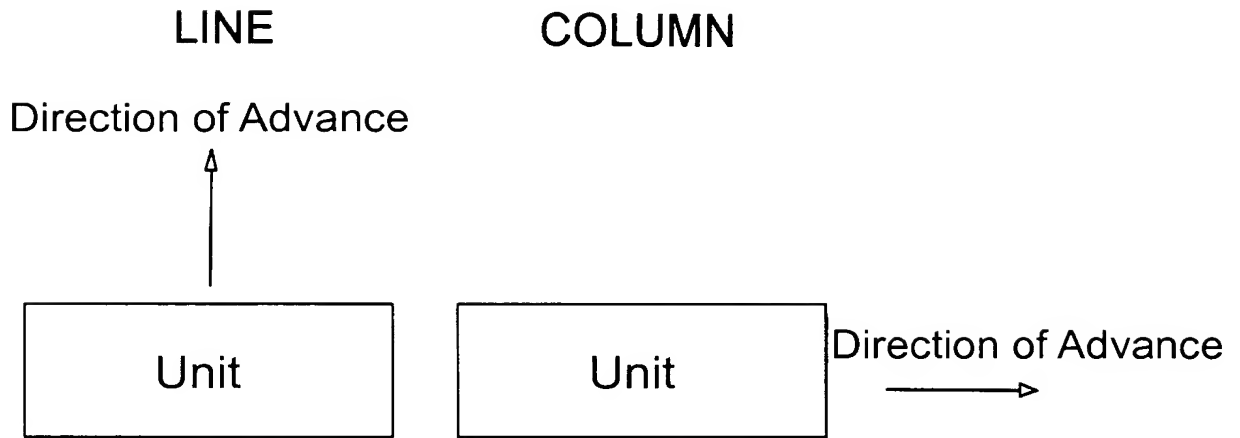 LINE
COLUMN
Direction of Advance
Unit
Unit
Direction of Advance